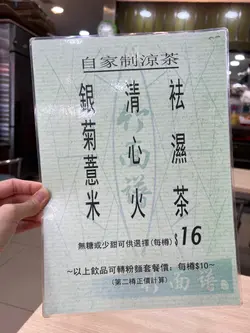 自家制涼茶
祛濕茶
清心火
銀菊薏米
無糖或少甜可供選擇(每樽)$16
~以上飲品可轉粉麵套餐價：每樽$10~
(第二樽正價計算)